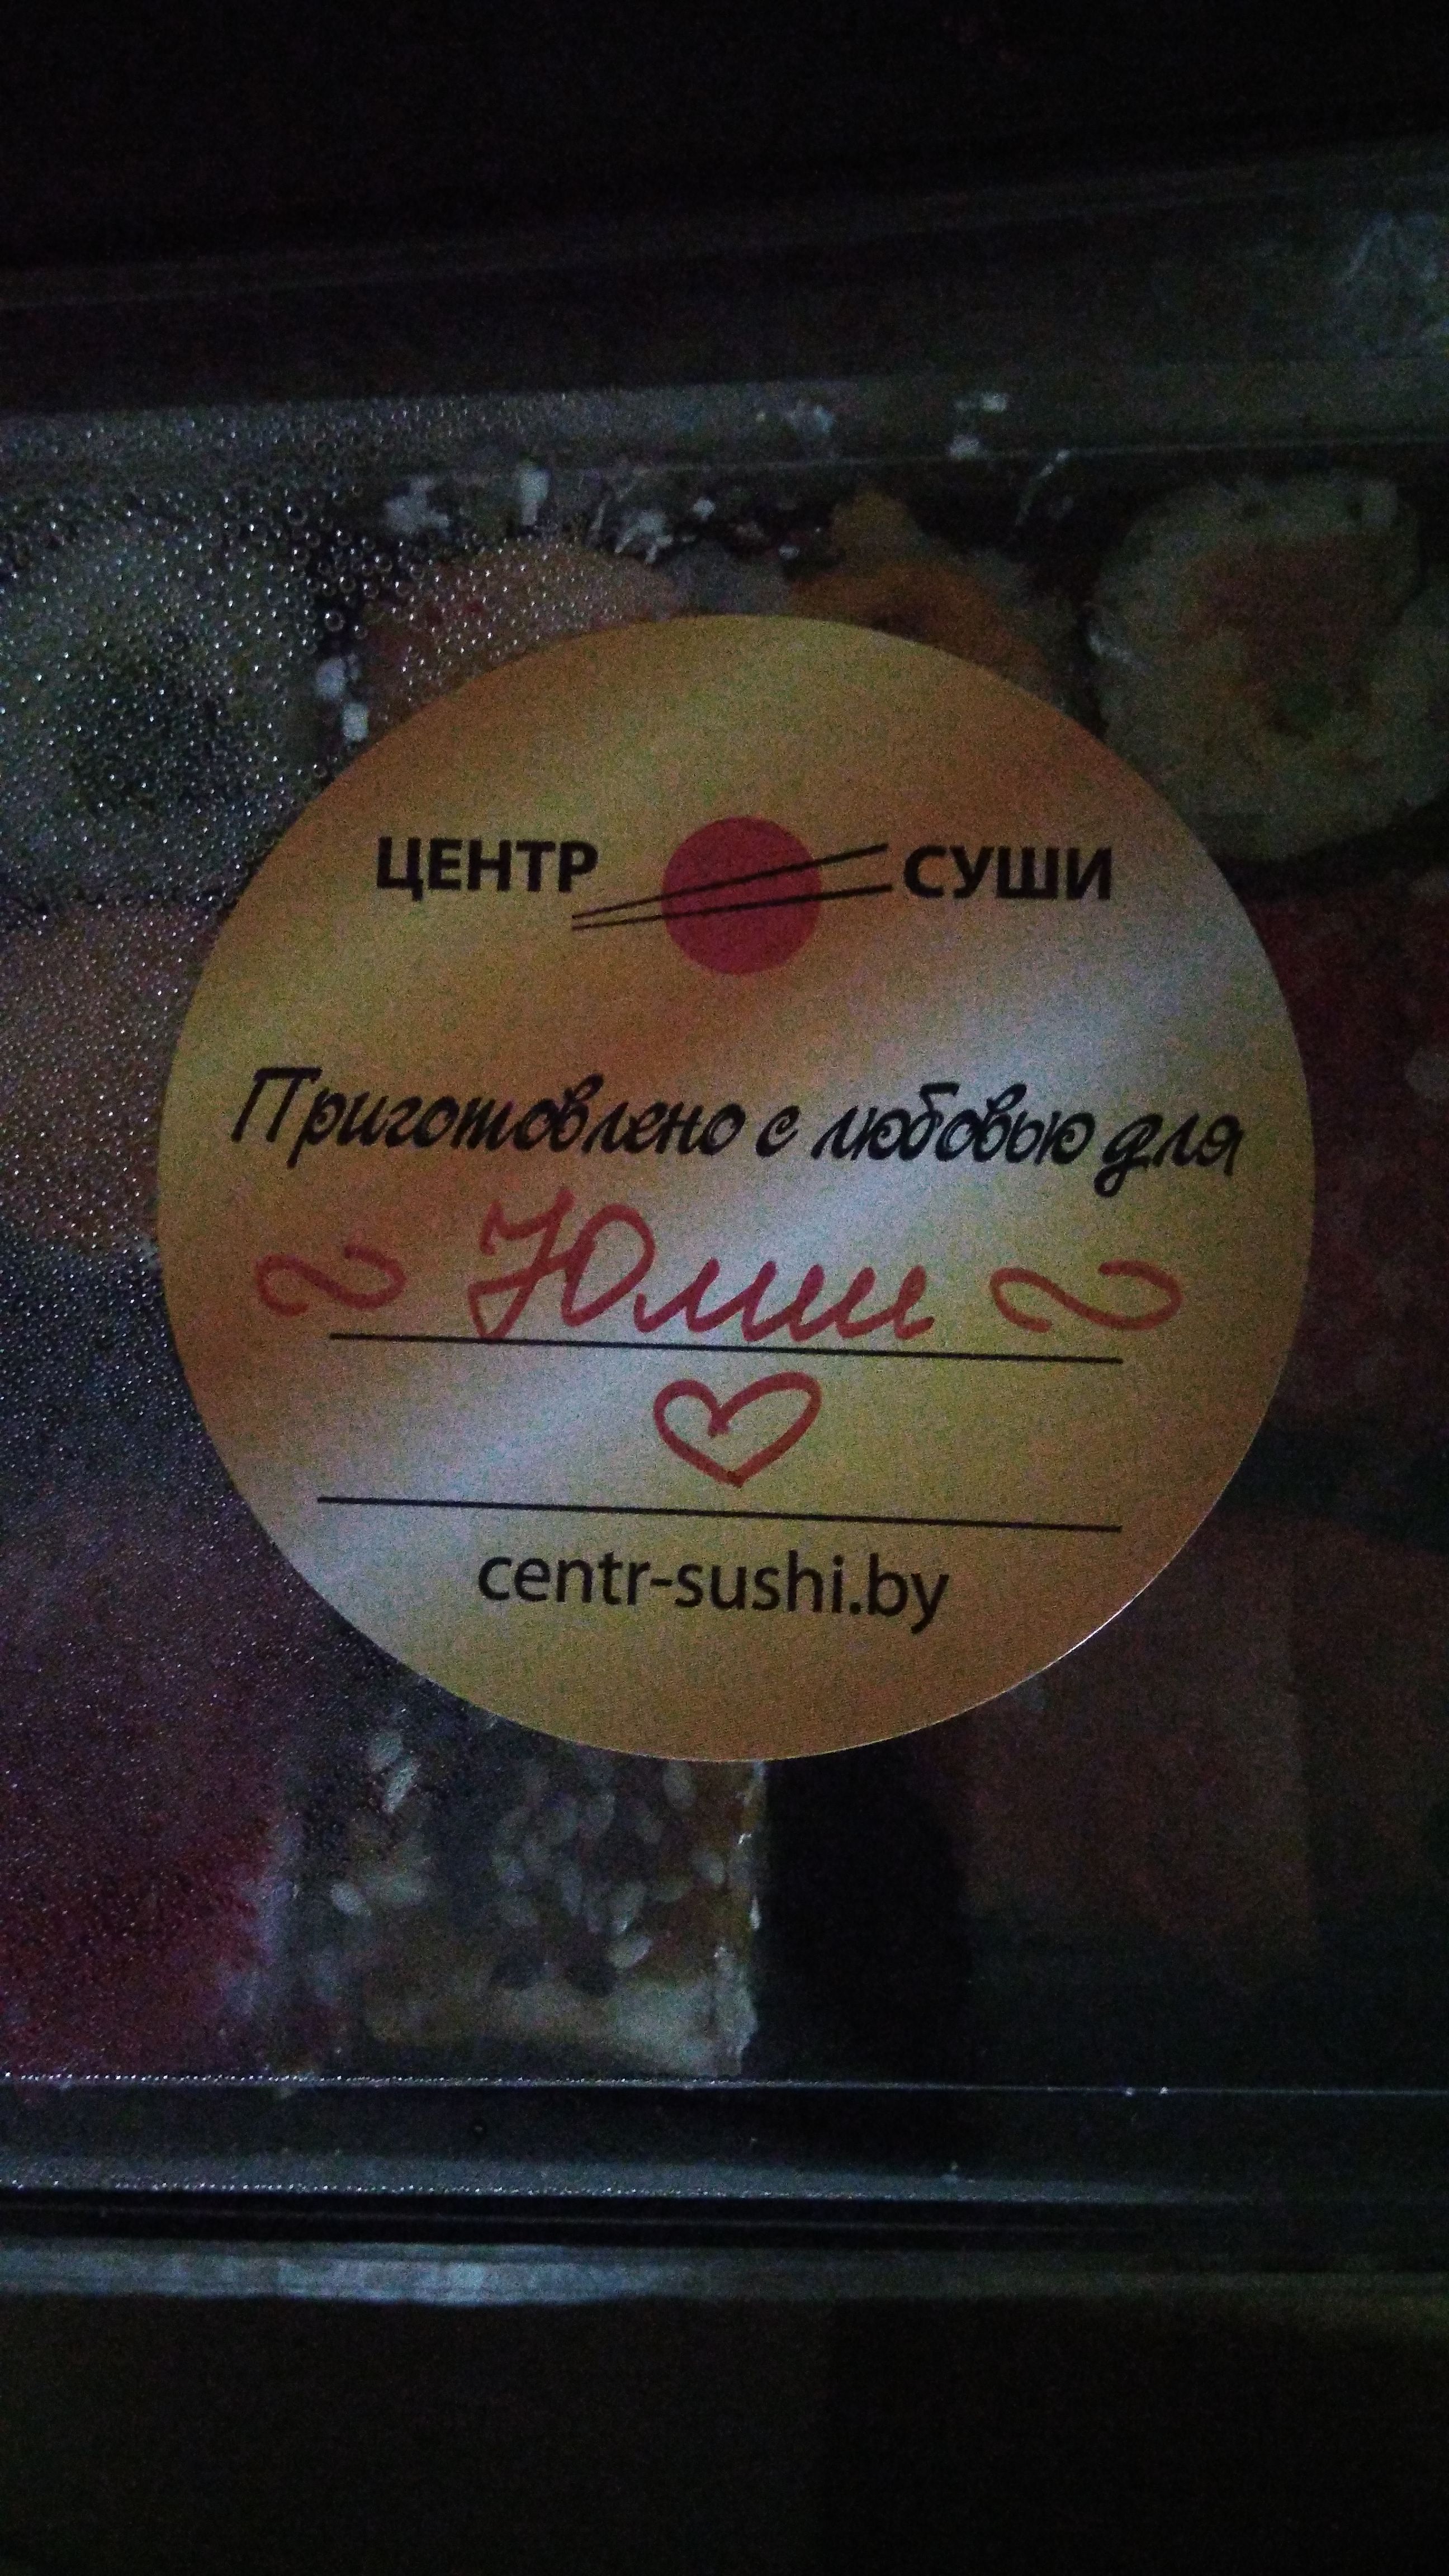 ЦЕНТР СУШИ
Приготовлено с любовью для
~ Юлии ~
centr-sushi.by